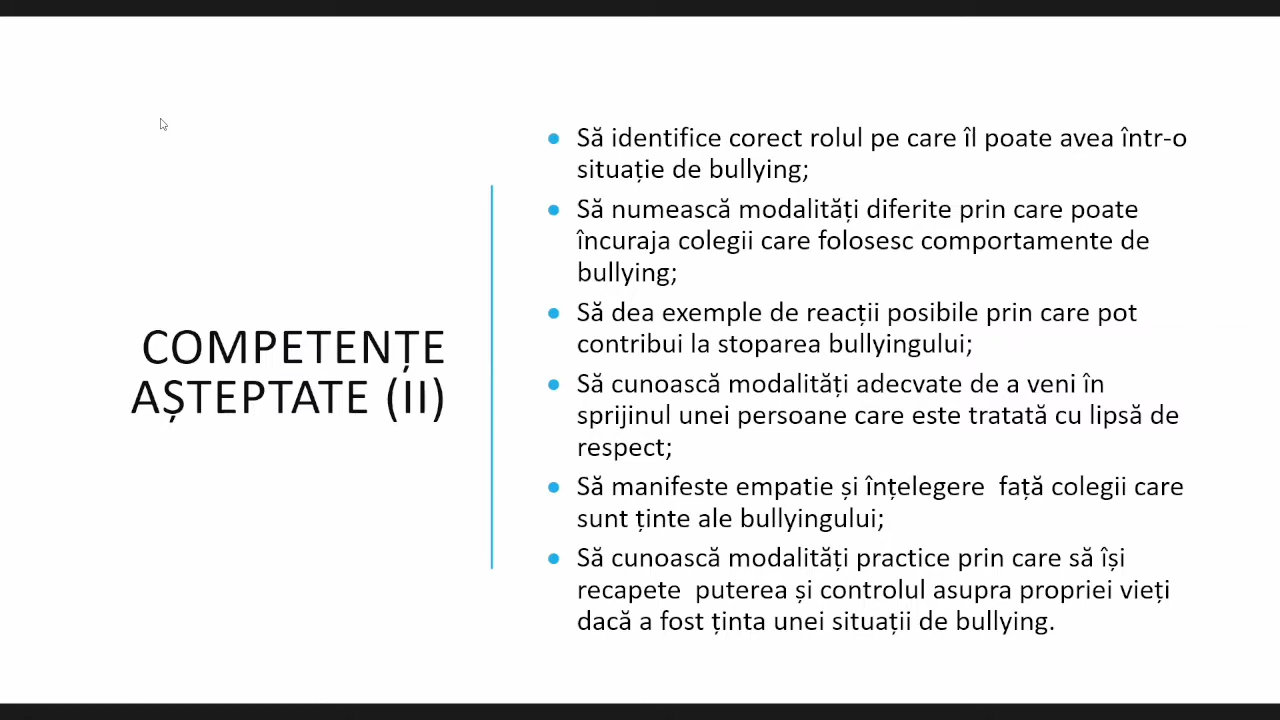 COMPETENȚE
AȘTEPTATE (II)
Să identifice corect rolul pe care îl poate avea într-o
situație de bullying;
Să numească modalități diferite prin care poate
încuraja colegii care folosesc comportamente de
bullying;
Să dea exemple de reacții posibile prin care pot
contribui la stoparea bullyingului;
Să cunoască modalități adecvate de a veni în
sprijinul unei persoane care este tratată cu lipsă de
respect;
Să manifeste empatie și înțelegere  față colegii care
sunt ținte ale bullyingului;
Să cunoască modalități practice prin care să își
recapete  puterea și controlul asupra propriei vieți
dacă a fost ținta unei situații de bullying.